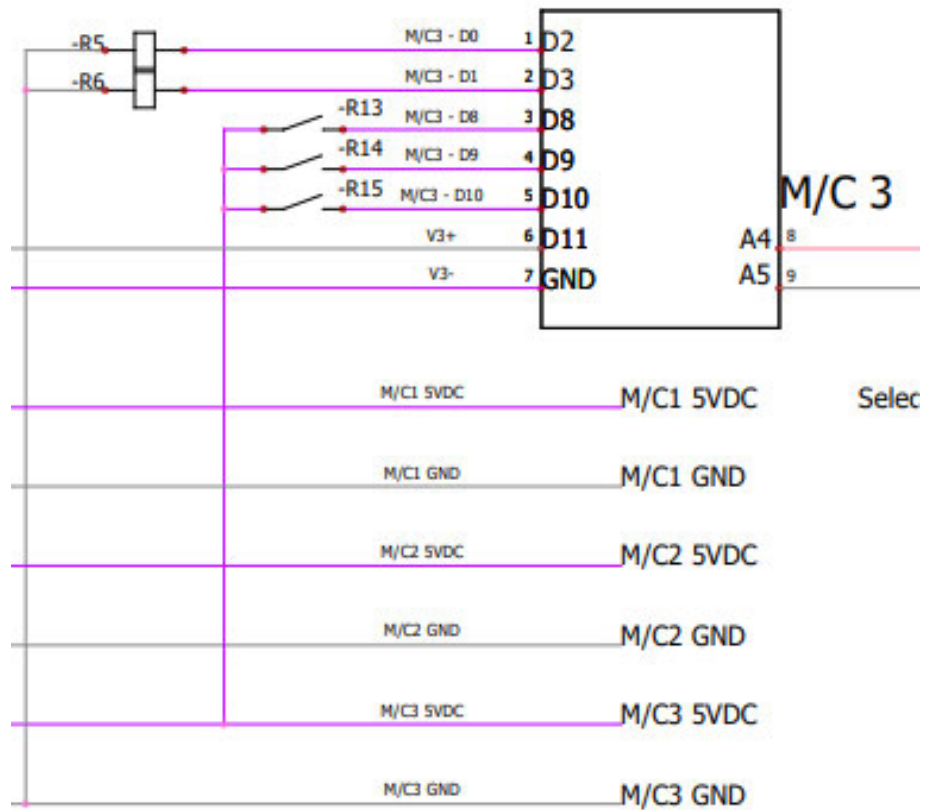 -R5 M/C3 - D0 1 D2
-R6 M/C3 - D1 2 D3
-R13 M/C3 - D8 3 D8
-R14 M/C3 - D9 4 D9
-R15 M/C3 - D10 5 D10
M/C 3
V3+ 6 D11 A4 8
V3- 7 GND A5 9
M/C1 5VDC M/C1 5VDC Selec
M/C1 GND M/C1 GND
M/C2 5VDC M/C2 5VDC
M/C2 GND M/C2 GND
M/C3 5VDC M/C3 5VDC
M/C3 GND M/C3 GND